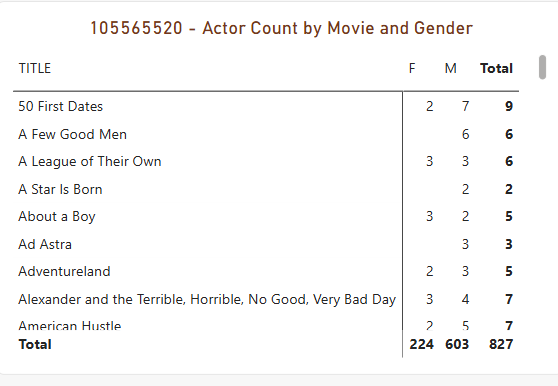 105565520 - Actor Count by Movie and Gender
TITLE F M Total
50 First Dates 2 7 9
A Few Good Men 6 6
A League of Their Own 3 3 6
A Star Is Born 2 2
About a Boy 3 2 5
Ad Astra 3 3
Adventureland 2 3 5
Alexander and the Terrible, Horrible, No Good, Very Bad Day 3 4 7
American Hustle 2 5 7
Total 224 603 827